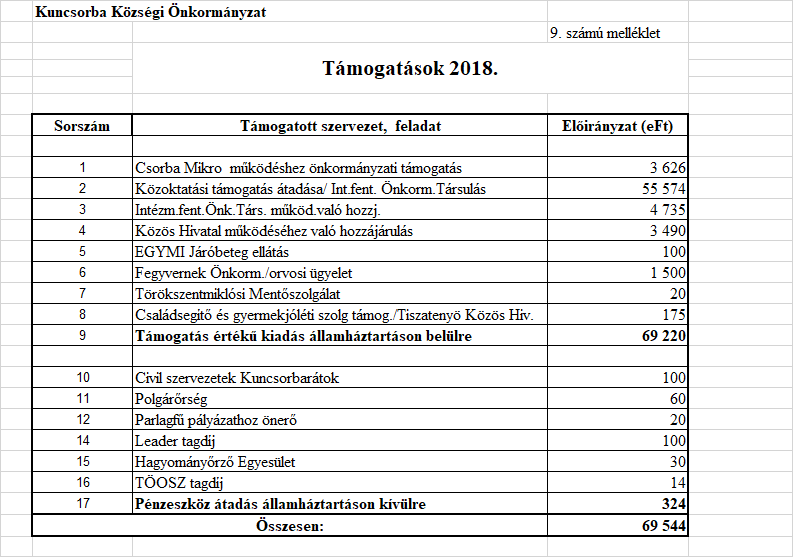 Kuncsorba Községi Önkormányzat
9. számú melléklet
Támogatások 2018.
Sorszám Támogatott szervezet, feladat Előirányzat (eFt)
1 Csorba Mikro működéshez önkormányzati támogatás 3 626
2 Közoktatási támogatás átadása/ Int.fent. Önkorm.Társulás 55 574
3 Intézm.fent.Önk.Társ. működ.való hozzj. 4 735
4 Közös Hivatal működéséhez való hozzájárulás 3 490
5 EGYMI Járóbeteg ellátás 100
6 Fegyvernek Önkorm./orvosi ügyelet 1 500
7 Törökszentmiklósi Mentőszolgálat 20
8 Családsegitő és gyermekjóléti szolg támog./Tiszatenyö Közös Hiv. 175
9 Támogatás értékű kiadás államháztartáson belülre 69 220
10 Civil szervezetek Kuncsorbarátok 100
11 Polgárőrség 60
12 Parlagfű pályázathoz önerő 20
14 Leader tagdíj 100
15 Hagyományőrző Egyesület 30
16 TÖOSZ tagdíj 14
17 Pénzeszköz átadás államháztartáson kívülre 324
Összesen: 69 544